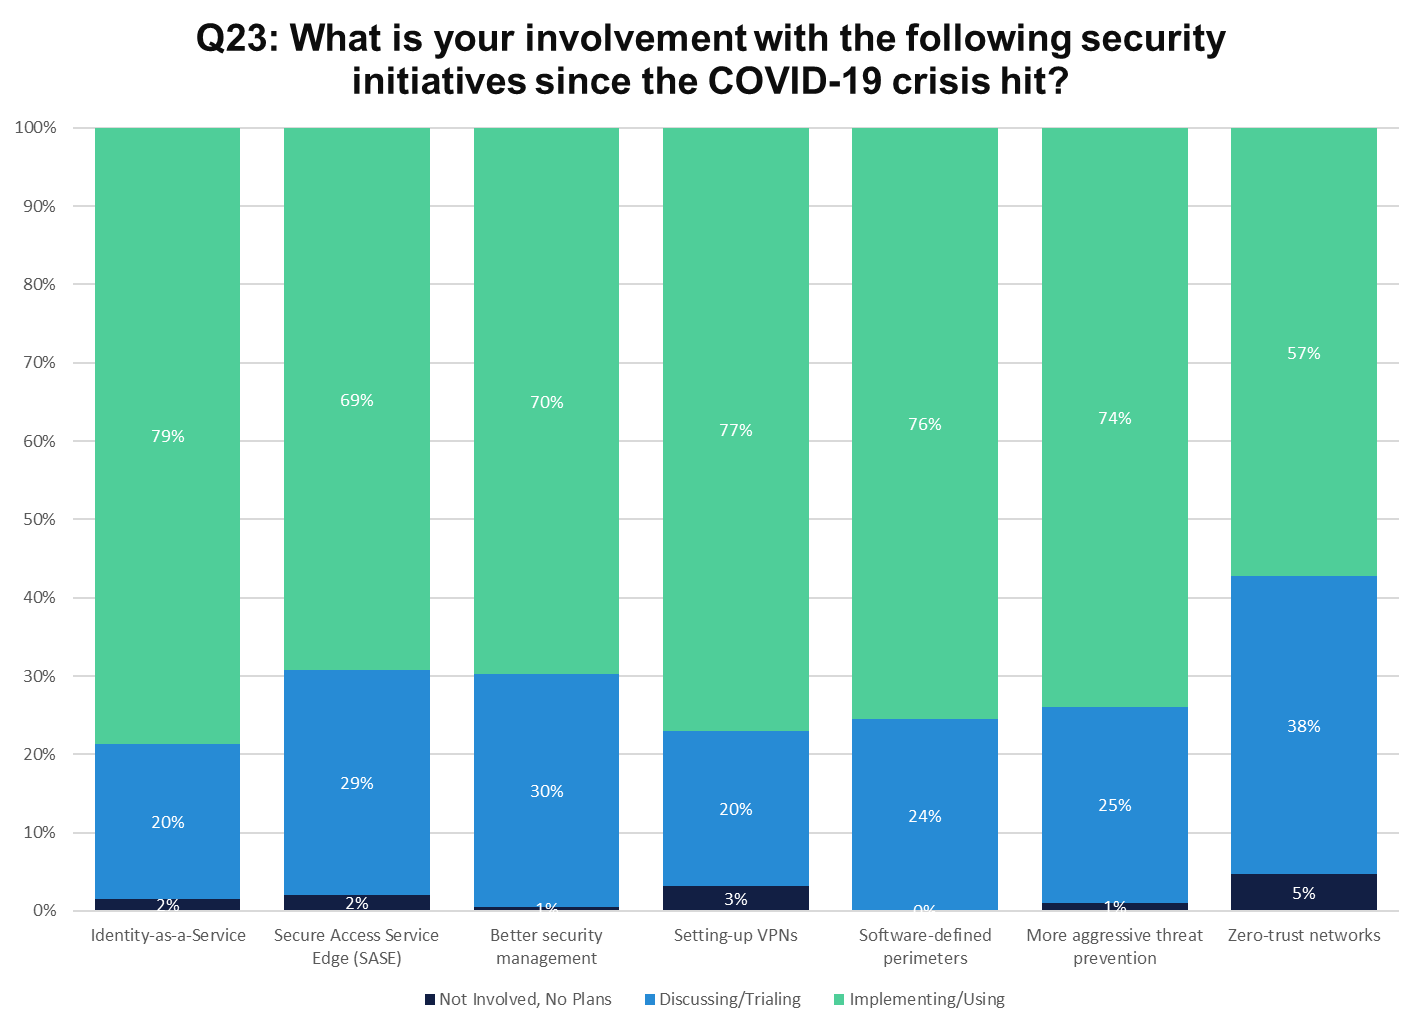 Q23: What is your involvement with the following security
initiatives since the COVID-19 crisis hit?
100%
90%
80%
70%
60%
50%
40%
30%
20%
10%
0%
79%
69%
70%
77%
76%
74%
57%
20%
29%
30%
20%
24%
25%
38%
2%
2%
1%
3%
0%
1%
5%
Identity-as-a-Service
Secure Access Service
Edge (SASE)
Better security
management
Setting-up VPNs
Software-defined
perimeters
More aggressive threat
prevention
Zero-trust networks
Not Involved, No Plans
Discussing/Trialing
Implementing/Using